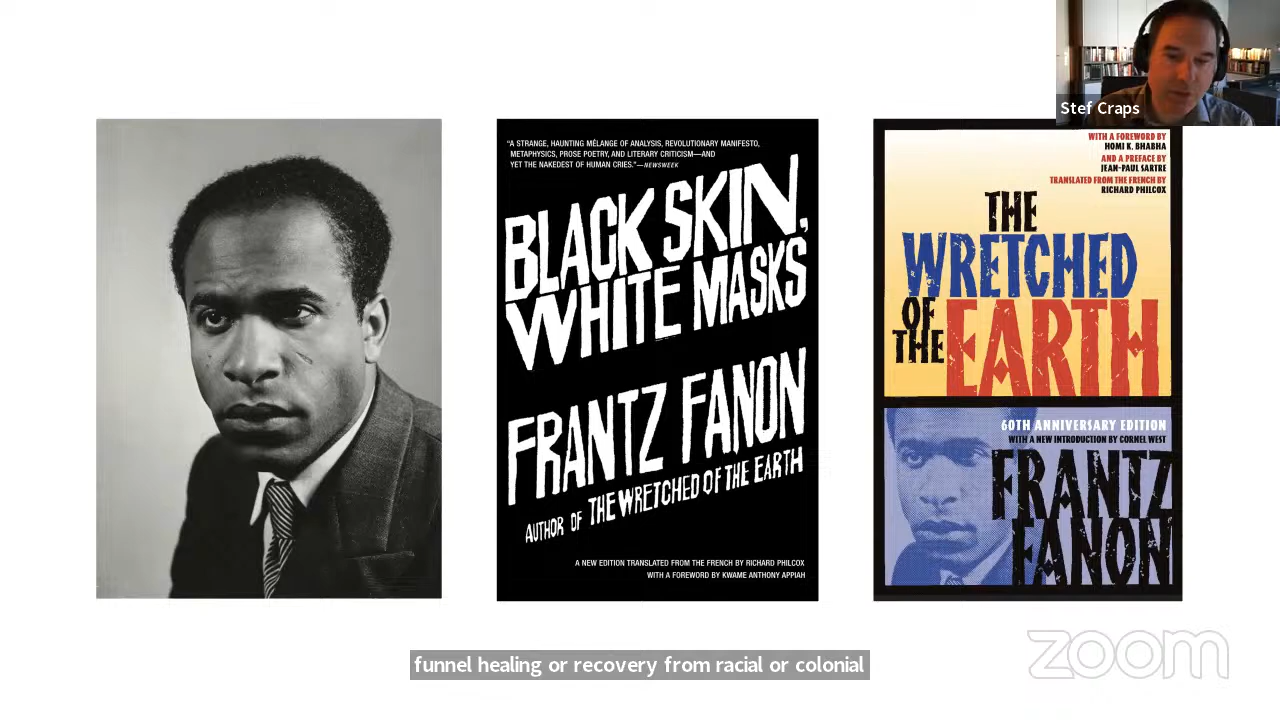 Stef Craps
"A STRANGE, HAUNTING MÉLANGE OF ANALYSIS, REVOLUTIONARY MANIFESTO,
METAPHYSICS, PROSE POETRY, AND LITERARY CRITICISM—AND
YET THE NAKEDEST OF HUMAN CRIES."—NEWSWEEK
BLACK SKIN,
WHITE MASKS
FRANTZ FANON
AUTHOR OF THE WRETCHED OF THE EARTH
A NEW EDITION TRANSLATED FROM THE FRENCH BY RICHARD PHILCOX
WITH A FOREWORD BY KWAME ANTHONY APPIAH
WITH A FOREWORD BY
HOMI K. BHABHA
AND A PREFACE BY
JEAN-PAUL SARTRE
TRANSLATED FROM THE FRENCH BY
RICHARD PHILCOX
THE
WRETCHED
OF
THE EARTH
60TH ANNIVERSARY EDITION
WITH A NEW INTRODUCTION BY CORNEL WEST
FRANTZ
FANON
funnel healing or recovery from racial or colonial
zoom